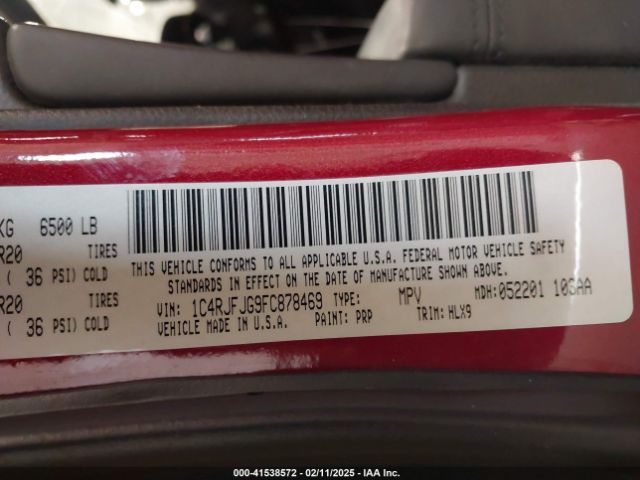 KG 6500 LB
R20 TIRES
( 36 PSI) COLD
R20 TIRES
( 36 PSI) COLD
THIS VEHICLE CONFORMS TO ALL APPLICABLE U.S.A. FEDERAL MOTOR VEHICLE SAFETY
STANDARDS IN EFFECT ON THE DATE OF MANUFACTURE SHOWN ABOVE.
VIN: 1C4RJFJG9FC878469 TYPE: MPV MDH: 052201 10SAA
VEHICLE MADE IN U.S.A. PAINT: PRP TRIM: HLX9
000-41538572 - 02/11/2025 - IAA Inc.